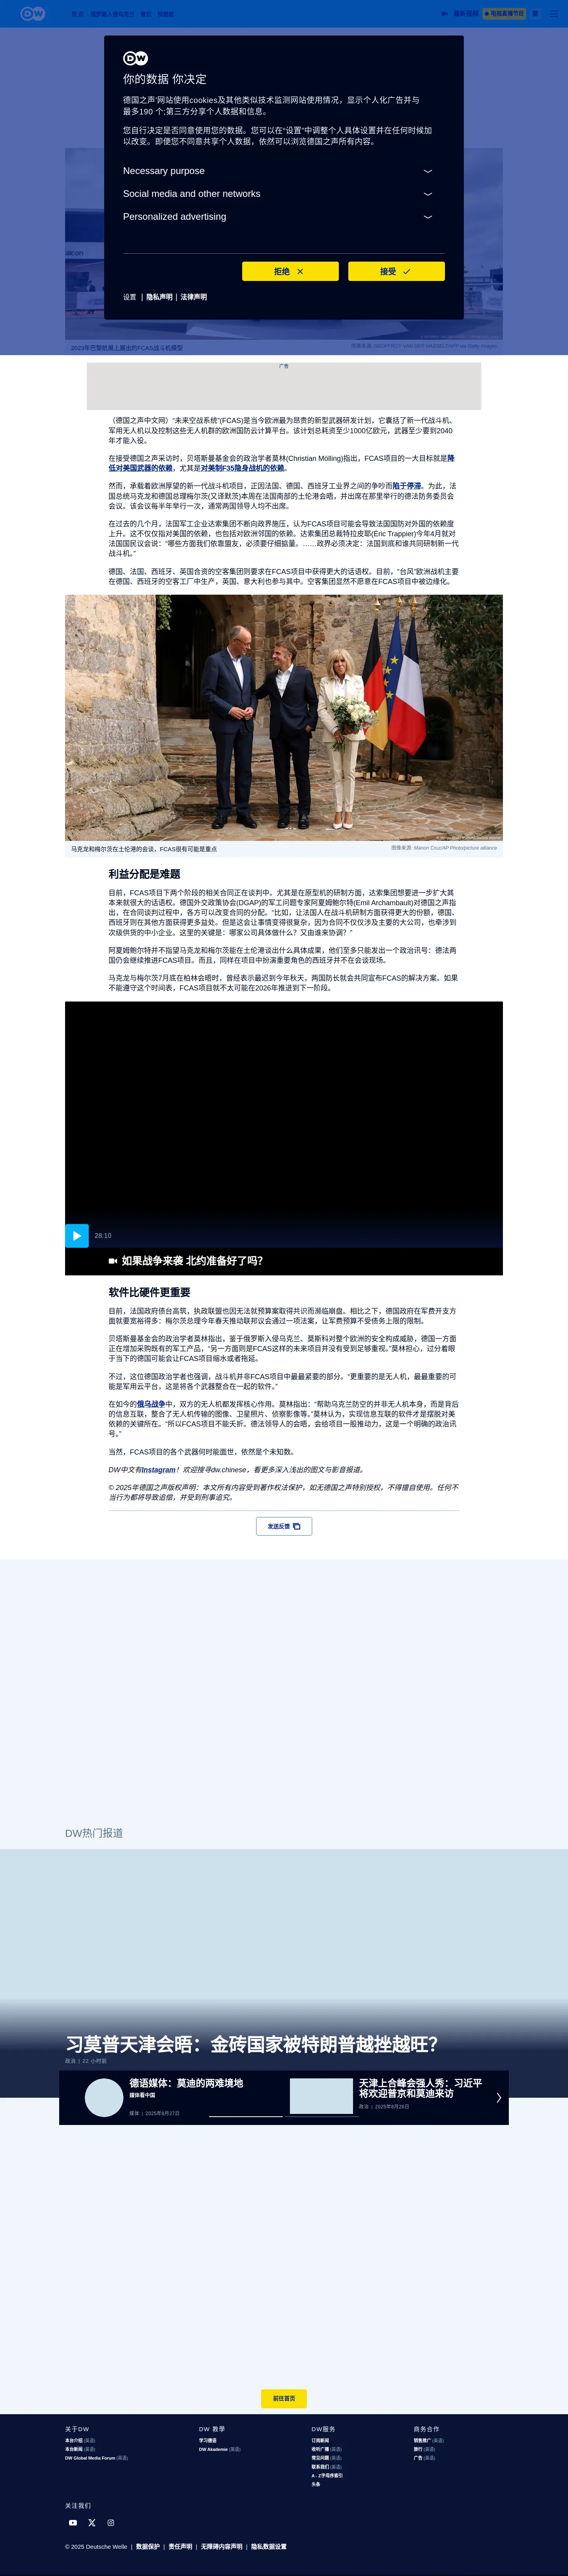 DW
最新视频
电视直播节目
繁
DW
你的数据 你决定
德国之声'网站使用cookies及其他类似技术监测网站使用情况，显示个人化广告并与
最多190 个;第三方分享个人数据和信息。
您自行决定是否同意使用您的数据。您可以在“设置”中调整个人具体设置并在任何时候加
以改变。即使您不同意共享个人数据，依然可以浏览德国之声所有内容。
Necessary purpose
Social media and other networks
Personalized advertising
拒绝
接受
设置 | 隐私声明 | 法律声明
2023年巴黎航展上展出的FCAS战斗机模型
广告
（德国之声中文网）“未来空战系统”(FCAS)是当今欧洲最为昂贵的新型武器研发计划，它囊括了新一代战斗机、
军用无人机以及控制这些无人机群的欧洲国防云计算平台。该计划总耗资至少1000亿欧元，武器至少要到2040
年才能入役。
在接受德国之声采访时，贝塔斯曼基金会的政治学者莫林(Christian Mölling)指出，FCAS项目的一大目标就是降
低对美国武器的依赖，尤其是对美制F35隐身战机的依赖。
然而，承载着欧洲厚望的新一代战斗机项目，正因法国、德国、西班牙工业界之间的争吵而陷于停滞。为此，法
国总统马克龙和德国总理梅尔茨(又译默茨)本周在法国南部的土伦港会晤，并出席在那里举行的德法防务委员会
会议。该会议每半年举行一次，通常两国领导人均不出席。
在过去的几个月，法国军工企业达索集团不断向政界施压，认为FCAS项目可能会导致法国国防对外国的依赖度
上升。这不仅仅指对美国的依赖，也包括对欧洲邻国的依赖。达索集团总裁特拉皮耶(Éric Trappier)今年4月就对
法国国民议会说：“哪些方面我们依靠盟友，必须要仔细掂量。……政界必须决定：法国到底和谁共同研制新一代
战斗机。”
德国、法国、西班牙、英国合资的空客集团则要求在FCAS项目中获得更大的话语权。目前，“台风”欧洲战机主要
在德国、西班牙的空客工厂中生产，英国、意大利也参与其中。空客集团显然不愿意在FCAS项目中被边缘化。
马克龙和梅尔茨在土伦港的会谈，FCAS很有可能是重点
图像来源: Manon Cruz/AP Photo/picture alliance
利益分配是难题
目前，FCAS项目下两个阶段的相关合同正在谈判中。尤其是在原型机的研制方面，达索集团想要进一步扩大其
本来就很大的话语权。德国外交政策协会(DGAP)的军工问题专家阿夏姆鲍尔特(Emil Archambault)对德国之声指
出，在合同谈判过程中，各方可以改变合同的分配。“比如，让法国人在战斗机研制方面获得更大的份额，德国、
西班牙则在其他方面获得更多益处。但是这会让事情变得很复杂，因为合同不仅仅涉及主要的大公司，也牵涉到
次级供货的中小企业。这里的关键是：哪家公司具体做什么？又由谁来协调？”
阿夏姆鲍尔特并不指望马克龙和梅尔茨能在土伦港谈出什么具体成果，他们至多只能发出一个政治讯号：德法两
国仍会继续推进FCAS项目。而且，同样在项目中扮演重要角色的西班牙并不在会谈现场。
马克龙与梅尔茨7月底在柏林会晤时，曾经表示最迟到今年秋天，两国防长就会共同宣布FCAS的解决方案。如果
不能遵守这个时间表，FCAS项目就不太可能在2026年推进到下一阶段。
28:10
如果战争来袭 北约准备好了吗？
软件比硬件更重要
目前，法国政府债台高筑，执政联盟也因无法就预算案取得共识而濒临崩盘。相比之下，德国政府在军费开支方
面就要宽裕得多：梅尔茨总理今年春天推动联邦议会通过一项法案，让军费预算不受债务上限的限制。
贝塔斯曼基金会的政治学者莫林指出，鉴于俄罗斯入侵乌克兰、莫斯科对整个欧洲的安全构成威胁，德国一方面
正在增加采购既有的军工产品，“另一方面则是FCAS这样的未来项目并没有受到足够重视。”莫林担心，过分着眼
于当下的德国可能会让FCAS项目缩水或者拖延。
不过，这位德国政治学者也强调，战斗机并非FCAS项目中最最紧要的部分。“更重要的是无人机，最最重要的可
能是军用云平台，这是将各个武器整合在一起的软件。”
在如今的俄乌战争中，双方的无人机都发挥核心作用。莫林指出：“帮助乌克兰防空的并非无人机本身，而是背后
的信息互联，整合了无人机传输的图像、卫星照片、侦察影像等。”莫林认为，实现信息互联的软件才是摆脱对美
依赖的关键所在。“所以FCAS项目不能夭折。德法领导人的会晤，会给项目一股推动力，这是一个明确的政治讯
号。”
当然，FCAS项目的各个武器何时能面世，依然是个未知数。
DW中文有Instagram！欢迎搜寻dw.chinese，看更多深入浅出的图文与影音报道。
© 2025年德国之声版权声明：本文所有内容受到著作权法保护，如无德国之声特别授权，不得擅自使用。任何不
当行为都将导致追偿，并受到刑事追究。
发送反馈
DW热门报道
习莫普天津会晤：金砖国家被特朗普越挫越旺？
政治 | 22 小时前
德语媒体：莫迪的两难境地
媒体看中国
媒体 | 2025年8月27日
天津上合峰会强人秀：习近平
将欢迎普京和莫迪来访
政治 | 2025年8月26日
前往首页
关于DW
本台介绍 (英语)
本台新闻 (英语)
DW Global Media Forum (英语)
DW 教學
学习德语
DW Akademie (英语)
DW服务
订阅新闻
收听广播 (英语)
常见问题 (英语)
联系我们 (英语)
A - Z字母序索引
头条
商务合作
销售推广 (英语)
旅行 (英语)
广告 (英语)
关注我们
© 2025 Deutsche Welle | 数据保护 | 责任声明 | 无障碍内容声明 | 隐私数据设置